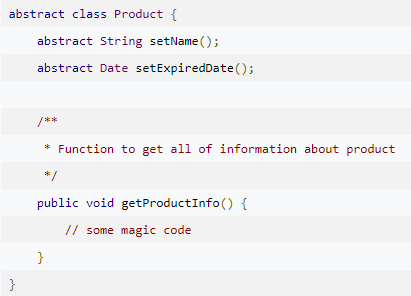 abstract class Product {
    abstract String setName();
    abstract Date setExpiredDate();

    /**
     * Function to get all of information about product
     */
    public void getProductInfo() {
        // some magic code
    }
}